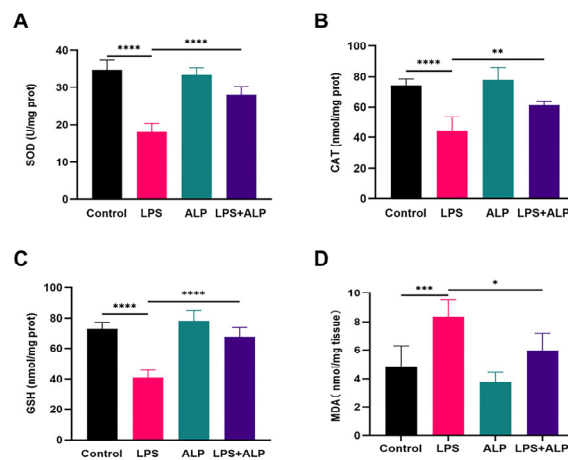 A
SOD (U/mg prot)
40
30
20
10
0
**** ****
Control LPS ALP LPS+ALP
B
CAT (nmol/mg prot)
100
80
60
40
20
0
**** **
Control LPS ALP LPS+ALP
C
GSH (nmol/mg prot)
100
80
60
40
20
0
**** ****
Control LPS ALP LPS+ALP
D
MDA( nmol/mg tissue)
10
8
6
4
2
0
*** *
Control LPS ALP LPS+ALP